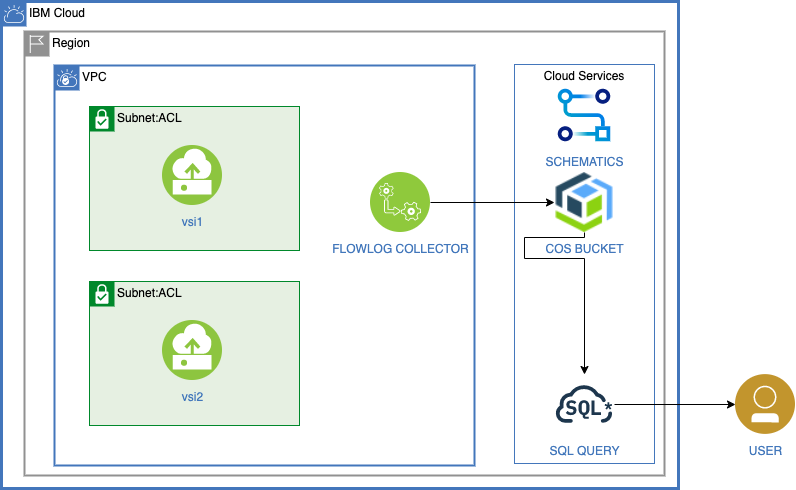 IBM Cloud
Region
VPC
Cloud Services
Subnet:ACL
vsi1
SCHEMATICS
FLOWLOG COLLECTOR
COS BUCKET
Subnet:ACL
vsi2
SQL*
SQL QUERY
USER